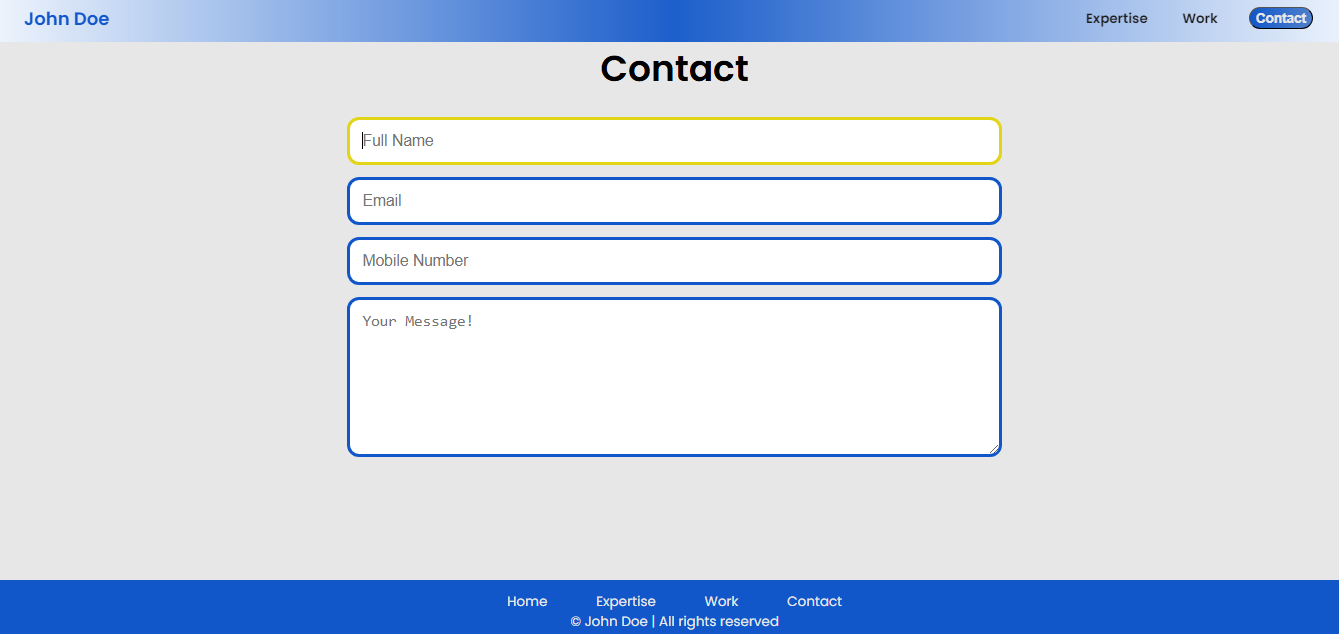 John Doe Expertise Work Contact
Contact
Full Name
Email
Mobile Number
Your Message!
Home Expertise Work Contact
© John Doe | All rights reserved